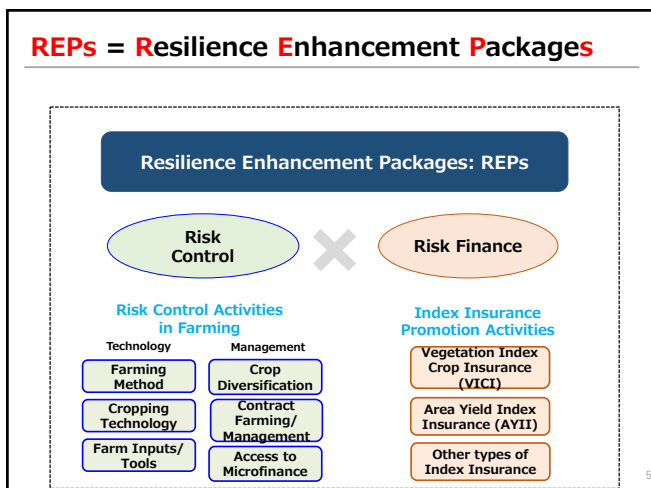 REPs = Resilience Enhancement Packages
Resilience Enhancement Packages: REPs
Risk
Control
Risk Finance
Risk Control Activities
in Farming
Technology
Management
Farming
Method
Crop
Diversification
Cropping
Technology
Contract
Farming/
Management
Farm Inputs/
Tools
Access to
Microfinance
Index Insurance
Promotion Activities
Vegetation Index
Crop Insurance
(VICI)
Area Yield Index
Insurance (AYII)
Other types of
Index Insurance
5